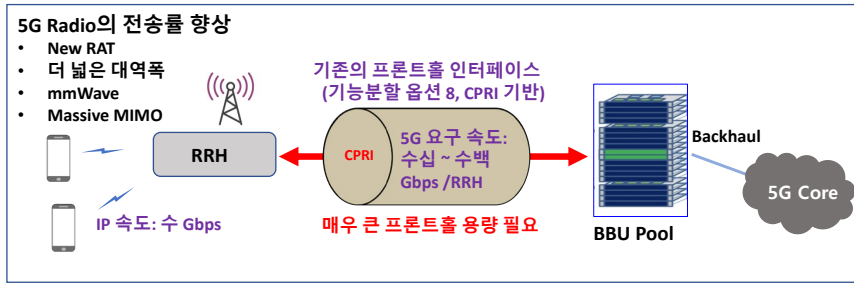 5G Radio의 전송률 향상
• New RAT
• 더 넓은 대역폭
• mmWave
• Massive MIMO
기존의 프론트홀 인터페이스
(기능분할 옵션 8, CPRI 기반)
RRH
CPRI
5G 요구 속도:
수십 ~ 수백
Gbps /RRH
Backhaul
5G Core
IP 속도: 수 Gbps
매우 큰 프론트홀 용량 필요
BBU Pool